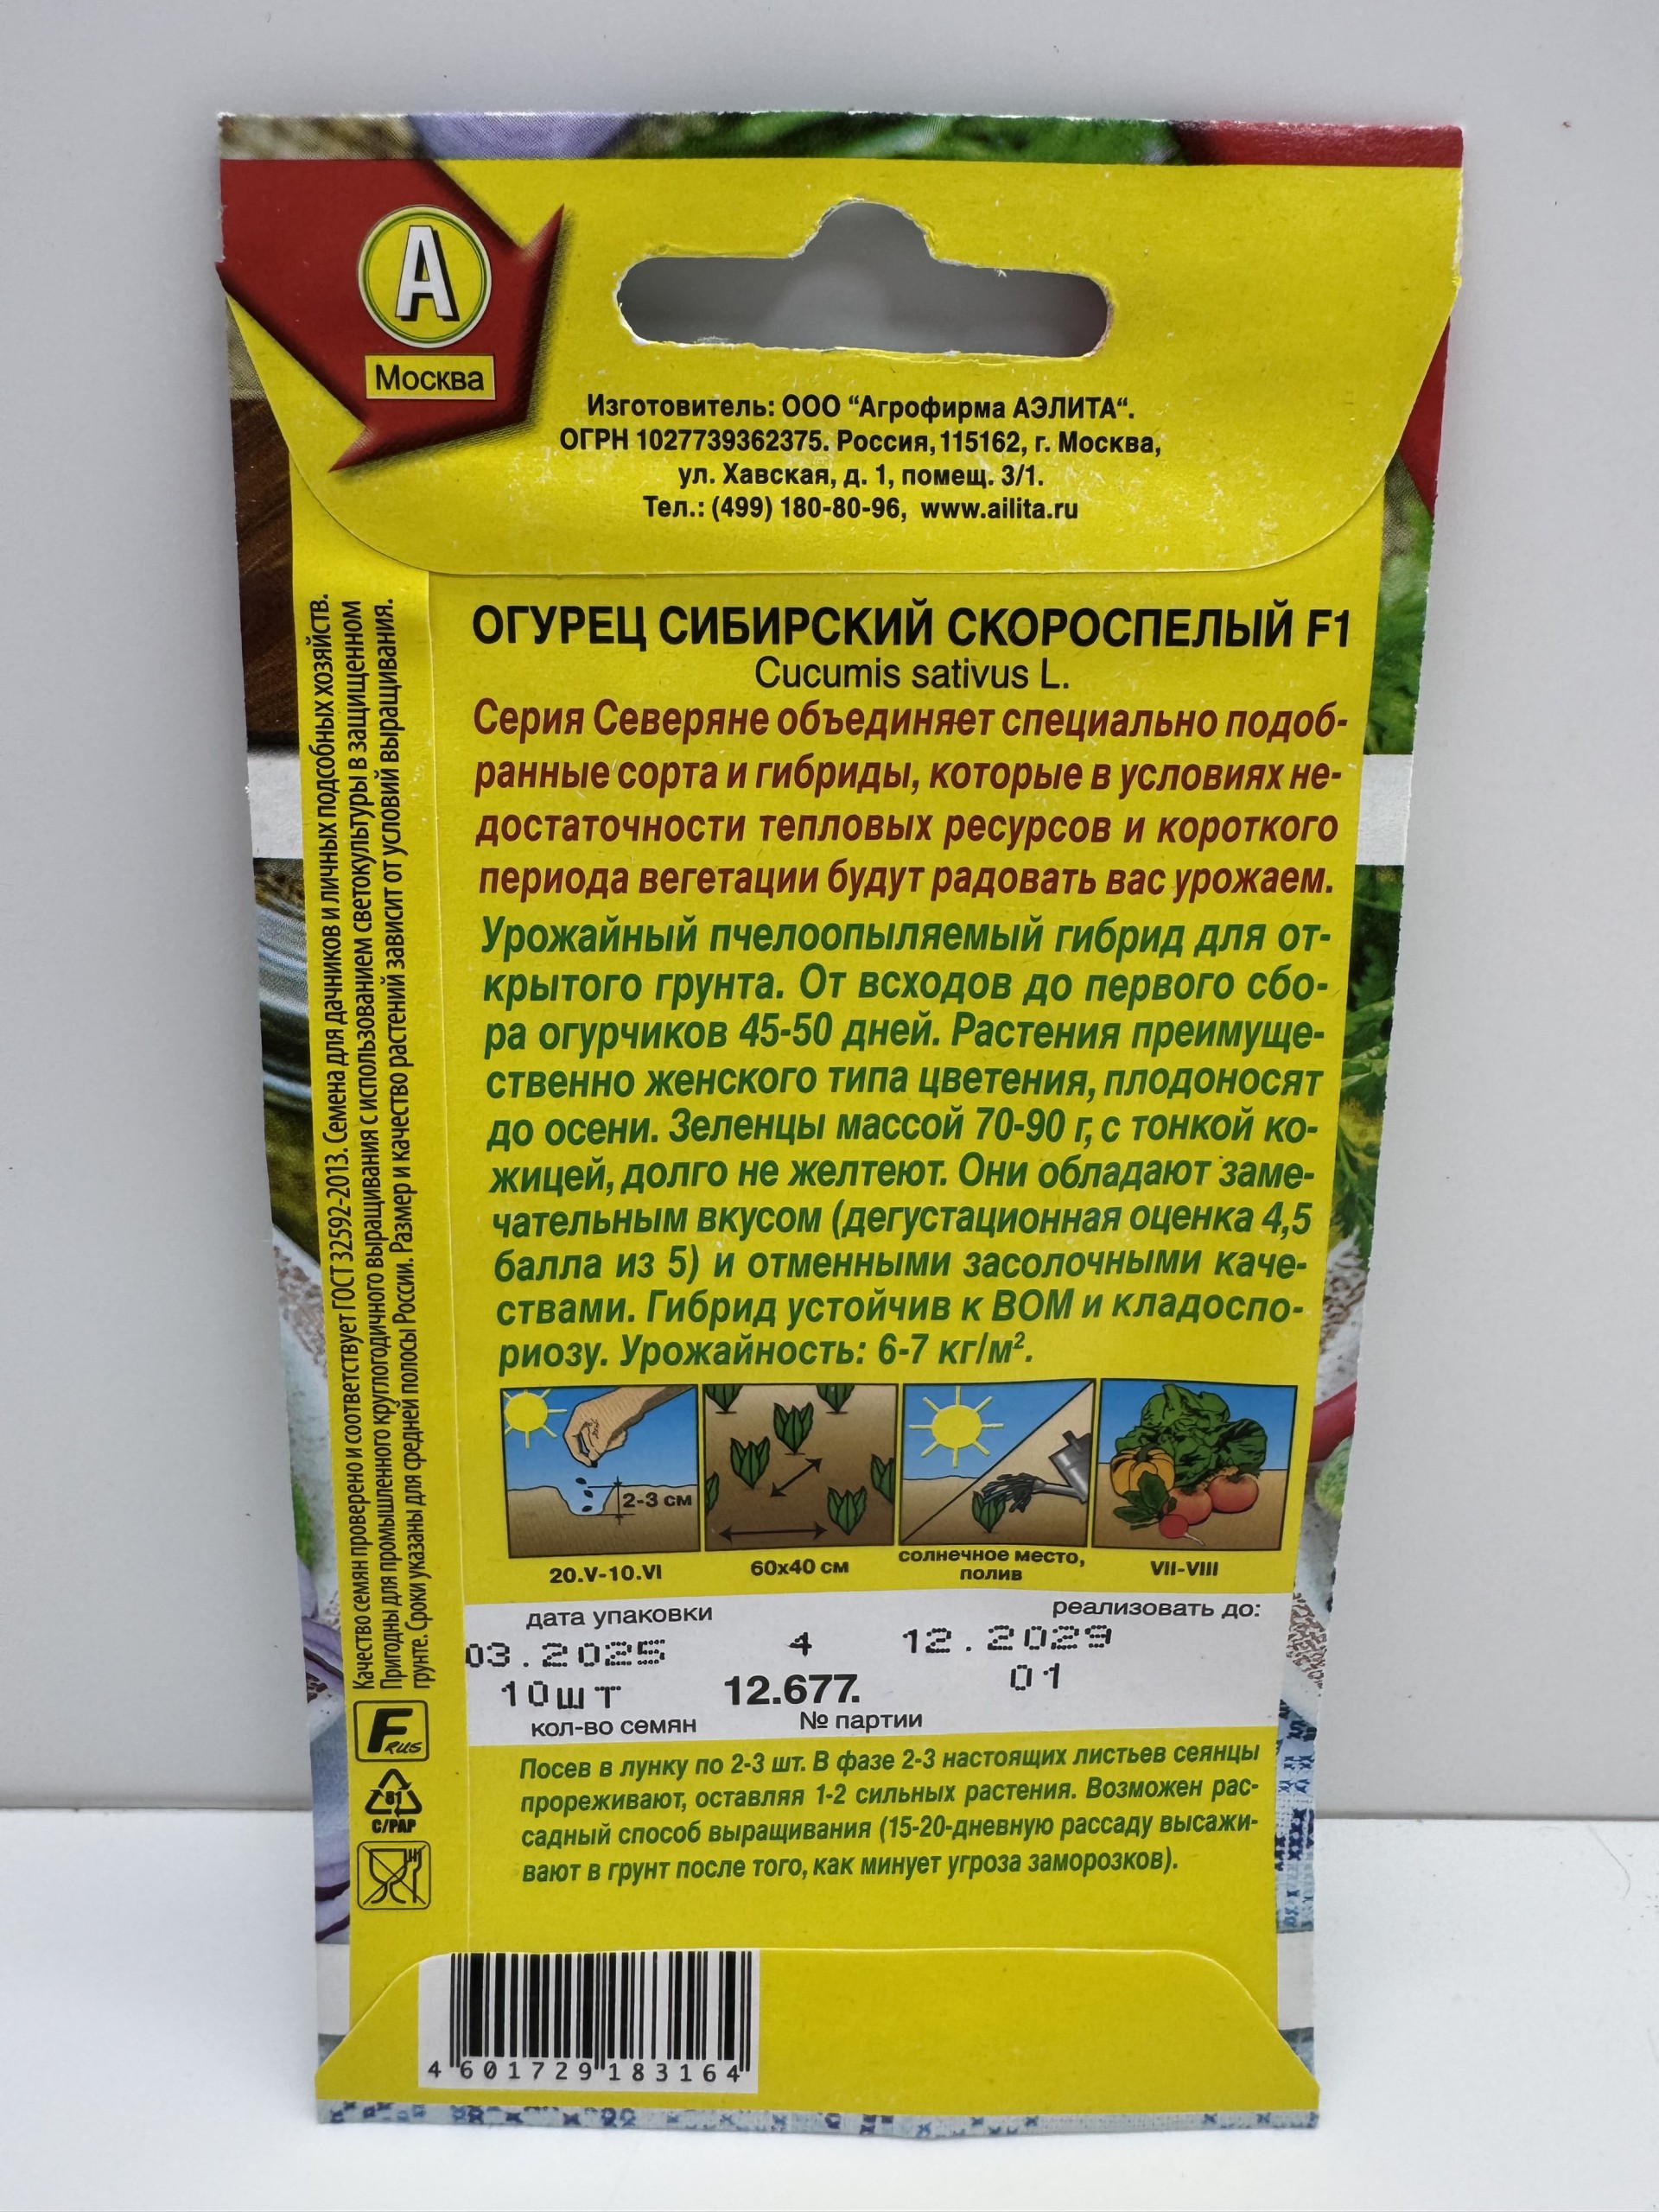 А
Москва
Изготовитель: ООО “Агрофирма АЭЛИТА“.
ОГРН 1027739362375. Россия, 115162, г. Москва,
ул. Хавская, д. 1, помещ. 3/1.
Тел.: (499) 180-80-96, www.ailita.ru
ОГУРЕЦ СИБИРСКИЙ СКОРОСПЕЛЫЙ F1
Cucumis sativus L.
Серия Северяне объединяет специально подоб-
ранные сорта и гибриды, которые в условиях не-
достаточности тепловых ресурсов и короткого
периода вегетации будут радовать вас урожаем.
Урожайный пчелоопыляемый гибрид для от-
крытого грунта. От всходов до первого сбо-
ра огурчиков 45-50 дней. Растения преимуще-
ственно женского типа цветения, плодоносят
до осени. Зеленцы массой 70-90 г, с тонкой ко-
жицей, долго не желтеют. Они обладают заме-
чательным вкусом (дегустационная оценка 4,5
балла из 5) и отменными засолочными каче-
ствами. Гибрид устойчив к ВОМ и кладоспо-
риозу. Урожайность: 6-7 кг/м².
2-3 см
20.V-10.VI
60х40 см
солнечное место,
полив
VII-VIII
дата упаковки
реализовать до:
03.2025 4 12.2029
10шт 12.677. 01
кол-во семян № партии
Посев в лунку по 2-3 шт. В фазе 2-3 настоящих листьев сеянцы
прореживают, оставляя 1-2 сильных растения. Возможен рас-
садный способ выращивания (15-20-дневную рассаду высажи-
вают в грунт после того, как минует угроза заморозков).
Качество семян проверено и соответствует ГОСТ 32592-2013. Семена для дачников и личных подсобных хозяйств.
Пригодны для промышленного круглогодичного выращивания с использованием светокультуры в защищенном
грунте. Сроки указаны для средней полосы России. Размер и качество растений зависит от условий выращивания.
F RUS
81
C/PAP
4 601729 183164